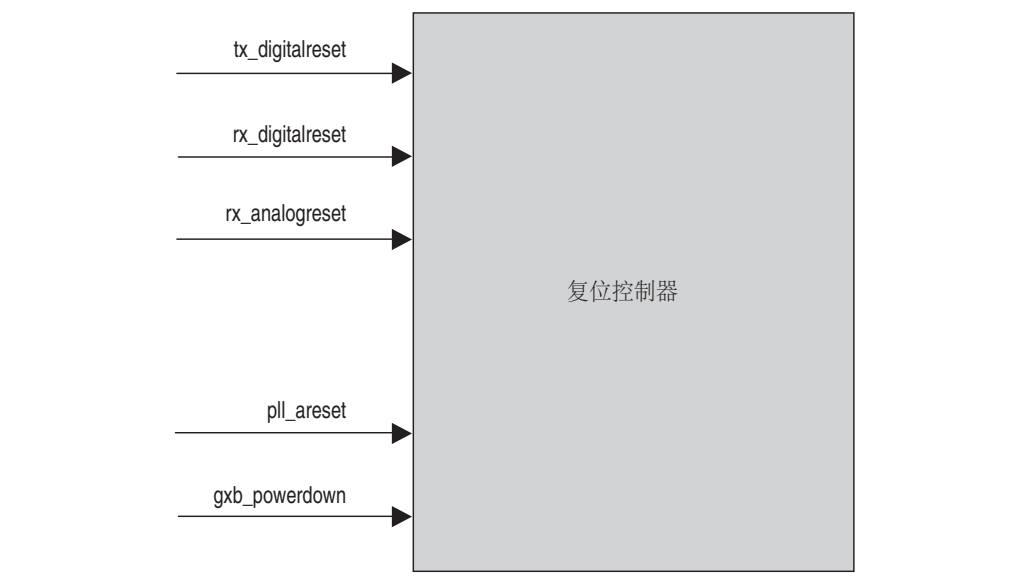 tx_digitalreset
rx_digitalreset
rx_analogreset
复位控制器
pll_areset
gxb_powerdown